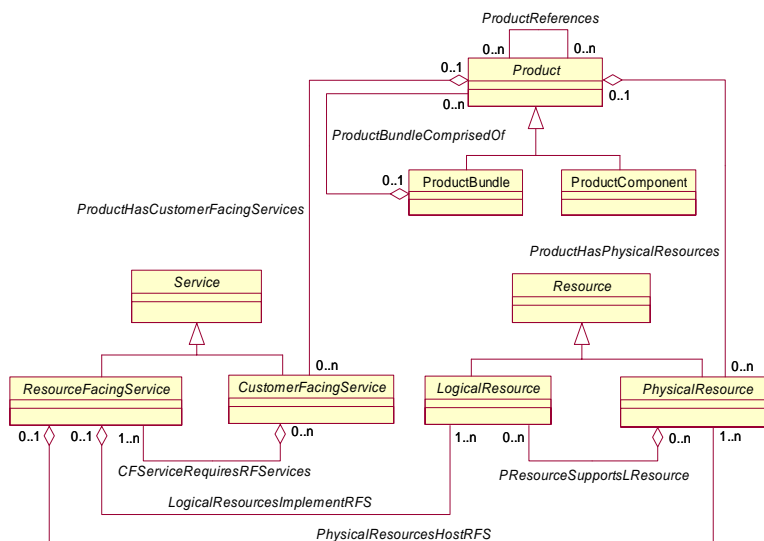 ProductReferences
0..n 0..n
0..1 Product
0..n 0..1
ProductBundleComprisedOf
0..1 ProductBundle ProductComponent
ProductHasCustomerFacingServices
ProductHasPhysicalResources
Service Resource
0..n 0..n
ResourceFacingService CustomerFacingService LogicalResource PhysicalResource
0..1 0..1 1..n 0..n 1..n 0..n 0..n 1..n
CFServiceRequiresRFServices PResourceSupportsLResource
LogicalResourcesImplementRFS
PhysicalResourcesHostRFS